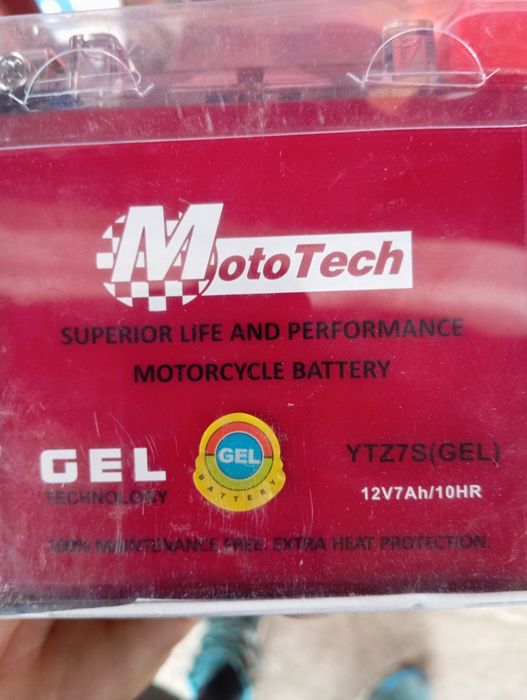 MotoTech
SUPERIOR LIFE AND PERFORMANCE
MOTORCYCLE BATTERY
GEL
TECHNOLOGY
GEL
BATTERY
YTZ7S(GEL)
12V7Ah/10HR
100% MAINTENANCE FREE. EXTRA HEAT PROTECTION.